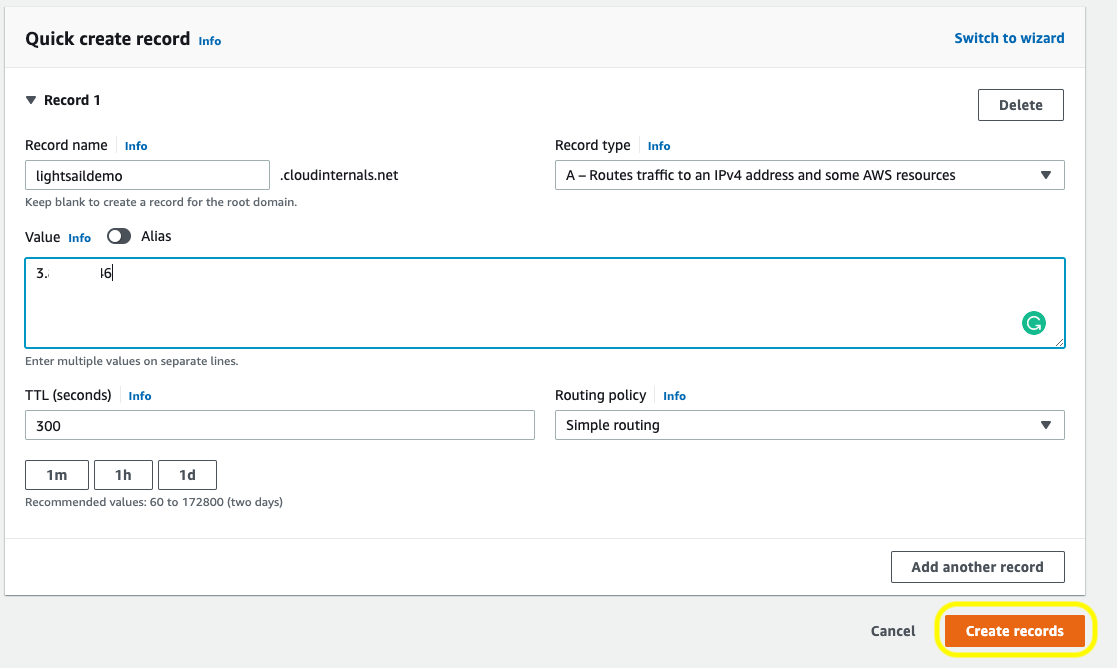 Quick create record Info Switch to wizard
Record 1 Delete
Record name Info Record type Info
lightsaildemo .cloudinternals.net A – Routes traffic to an IPv4 address and some AWS resources
Keep blank to create a record for the root domain.
Value Info Alias
Enter multiple values on separate lines.
TTL (seconds) Info Routing policy Info
300 Simple routing
1m 1h 1d
Recommended values: 60 to 172800 (two days)
Add another record
Cancel Create records